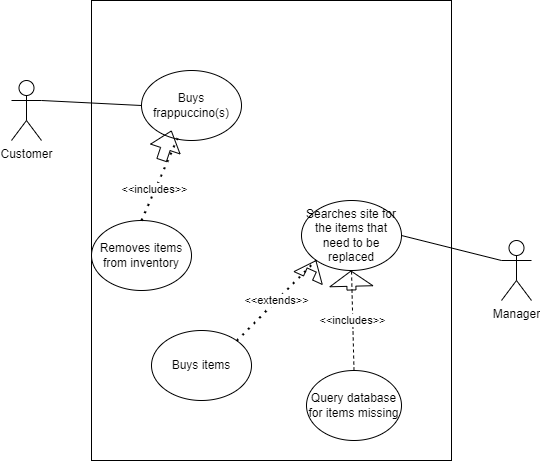 Buys
frappuccino(s)
Customer
<<includes>>
Removes items
from inventory
Searches site for
the items that
need to be
replaced
Manager
<<extends>>
<<includes>>
Buys items
Query database
for items missing